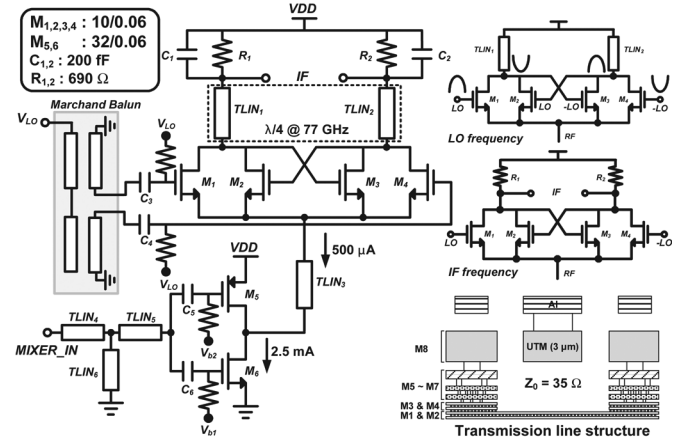 M1,2,3,4 : 10/0.06
M5,6 : 32/0.06
C1,2 : 200 fF
R1,2 : 690 Ω
Marchand Balun
VLO
VDD
C1
R1
R2
C2
IF
TLIN1
TLIN2
λ/4 @ 77 GHz
VLO
C3
M1
M2
M3
M4
C4
VLO
500 μA
TLIN3
VDD
M5
C5
Vb2
2.5 mA
TLIN4
TLIN5
MIXER_IN
TLIN6
C6
M6
Vb1
TLIN1
TLIN2
LO
M1
M2
LO
-LO
M3
M4
-LO
RF
LO frequency
R1
IF
R2
LO
M1
M2
M3
M4
-LO
RF
IF frequency
Al
M8
UTM (3 μm)
M5 ~ M7
Z0 = 35 Ω
M3 & M4
M1 & M2
Transmission line structure